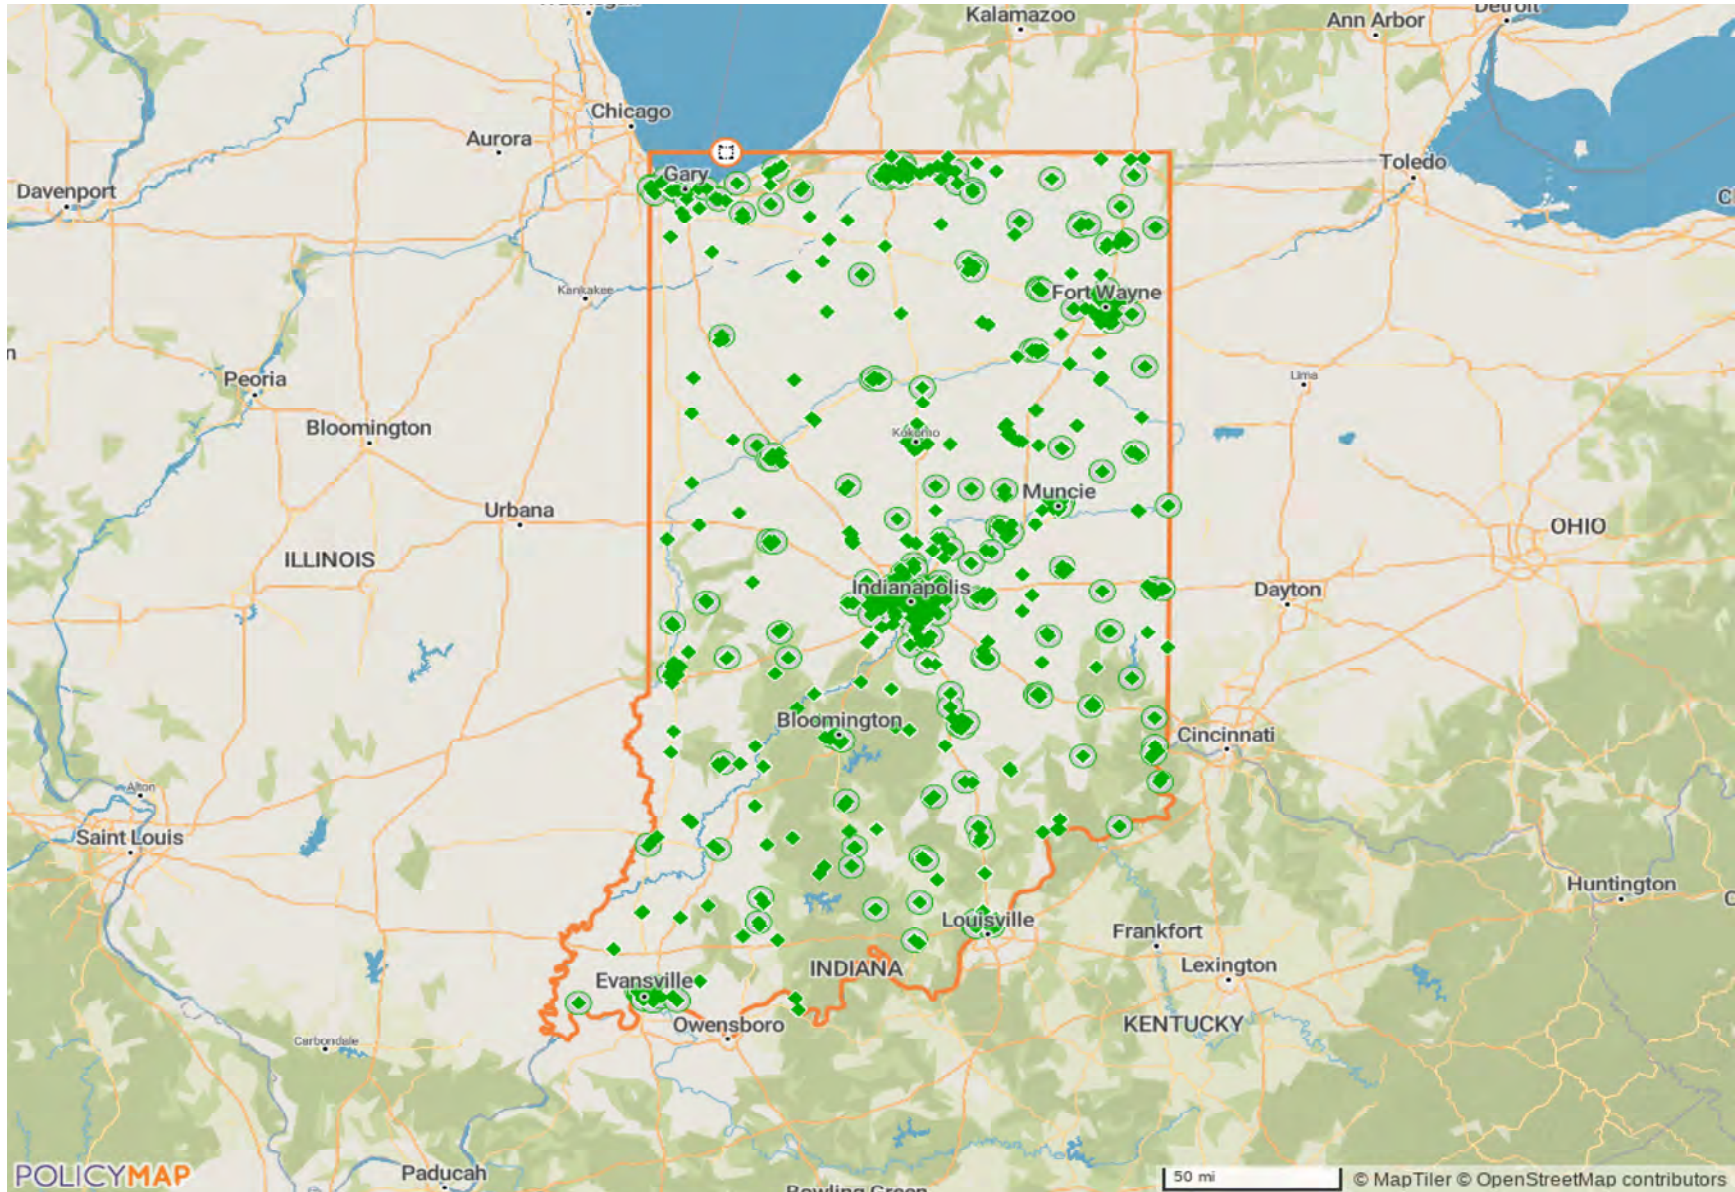 Kalamazoo
Ann Arbor
Detroit
Chicago
Aurora
Toledo
Davenport
Gary
Kankakee
Fort Wayne
Peoria
Lima
Bloomington
Kokomo
Urbana
Muncie
OHIO
ILLINOIS
Indianapolis
Dayton
Bloomington
Cincinnati
Alton
Saint Louis
Huntington
Louisville
Frankfort
INDIANA
Lexington
Evansville
Owensboro
KENTUCKY
Carbondale
Paducah
POLICYMAP
50 mi
© MapTiler © OpenStreetMap contributors
Bowling Green